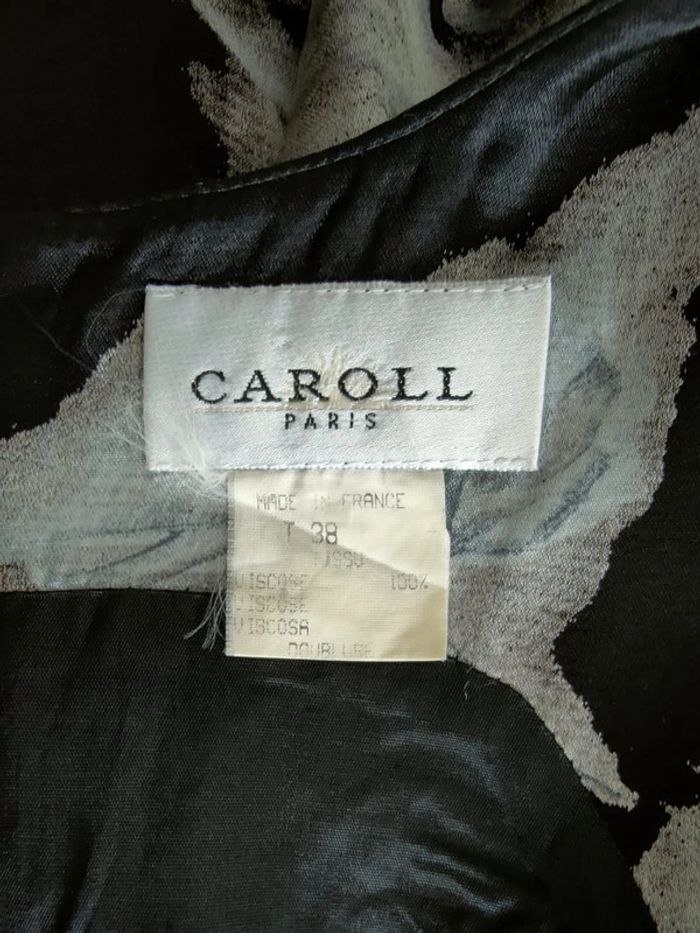 CAROLL
PARIS
MADE IN FRANCE
T 38
TISSU
VISCOSE 100%
VISCOSE
VISCOSA
DOUBLURE